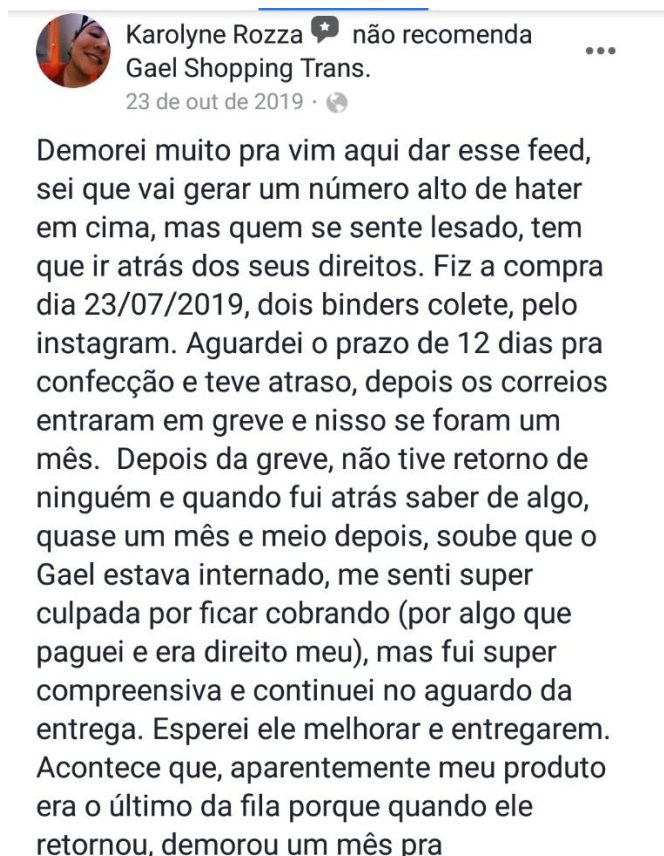 Karolyne Rozza não recomenda
Gael Shopping Trans.
23 de out de 2019 ·
Demorei muito pra vim aqui dar esse feed,
sei que vai gerar um número alto de hater
em cima, mas quem se sente lesado, tem
que ir atrás dos seus direitos. Fiz a compra
dia 23/07/2019, dois binders colete, pelo
instagram. Aguardei o prazo de 12 dias pra
confecção e teve atraso, depois os correios
entraram em greve e nisso se foram um
mês. Depois da greve, não tive retorno de
ninguém e quando fui atrás saber de algo,
quase um mês e meio depois, soube que o
Gael estava internado, me senti super
culpada por ficar cobrando (por algo que
paguei e era direito meu), mas fui super
compreensiva e continuei no aguardo da
entrega. Esperei ele melhorar e entregarem.
Acontece que, aparentemente meu produto
era o último da fila porque quando ele
retornou, demorou um mês pra